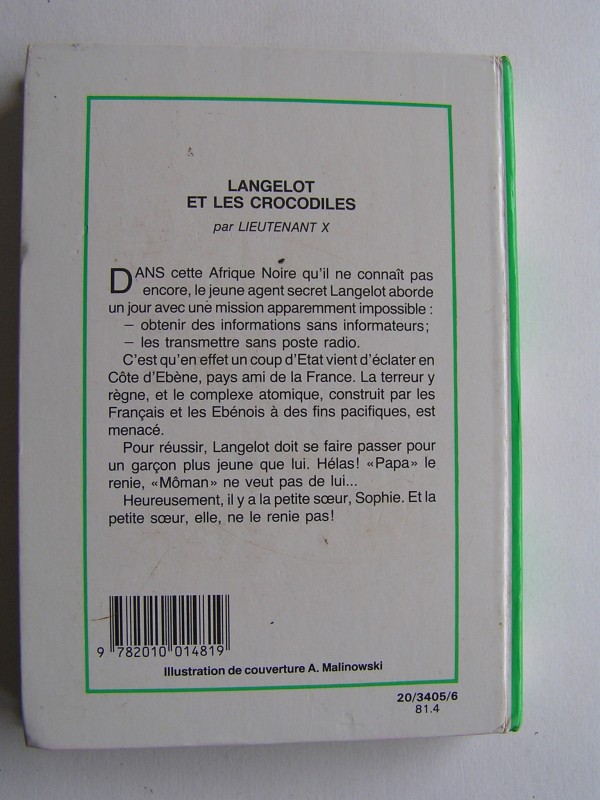 LANGELOT
ET LES CROCODILES
par LIEUTENANT X
DANS cette Afrique Noire qu'il ne connaît pas
encore, le jeune agent secret Langelot aborde
un jour avec une mission apparemment impossible :
– obtenir des informations sans informateurs;
– les transmettre sans poste radio.
C'est qu'en effet un coup d'Etat vient d'éclater en
Côte d'Ebène, pays ami de la France. La terreur y
règne, et le complexe atomique, construit par les
Français et les Ebénois à des fins pacifiques, est
menacé.
Pour réussir, Langelot doit se faire passer pour
un garçon plus jeune que lui. Hélas! «Papa» le
renie, «Môman» ne veut pas de lui...
Heureusement, il y a la petite sœur, Sophie. Et la
petite sœur, elle, ne le renie pas!
9 782010 014819
Illustration de couverture A. Malinowski
20/3405/6
81.4